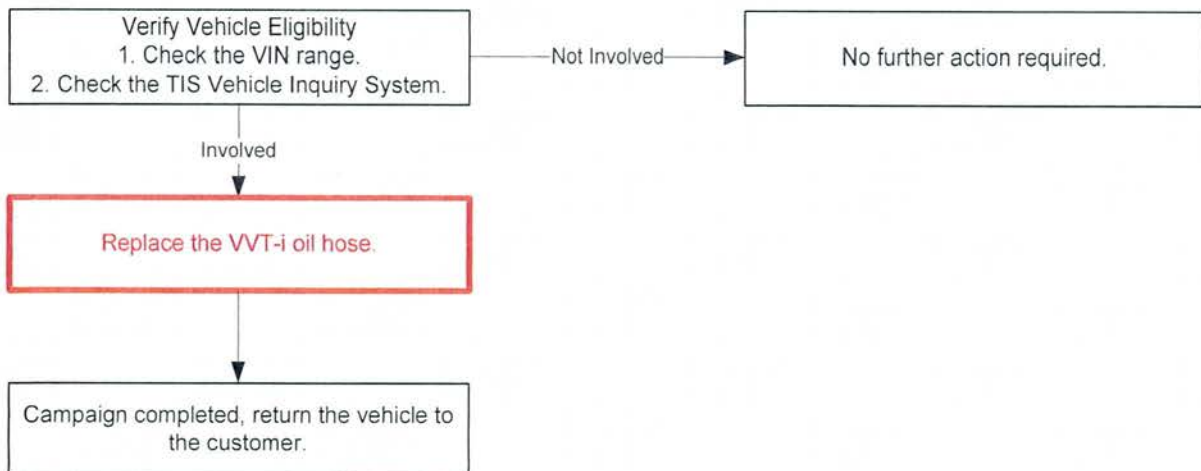 Verify Vehicle Eligibility
1. Check the VIN range.
2. Check the TIS Vehicle Inquiry System.
Not Involved
No further action required.
Involved
Replace the VVT-i oil hose.
Campaign completed, return the vehicle to
the customer.